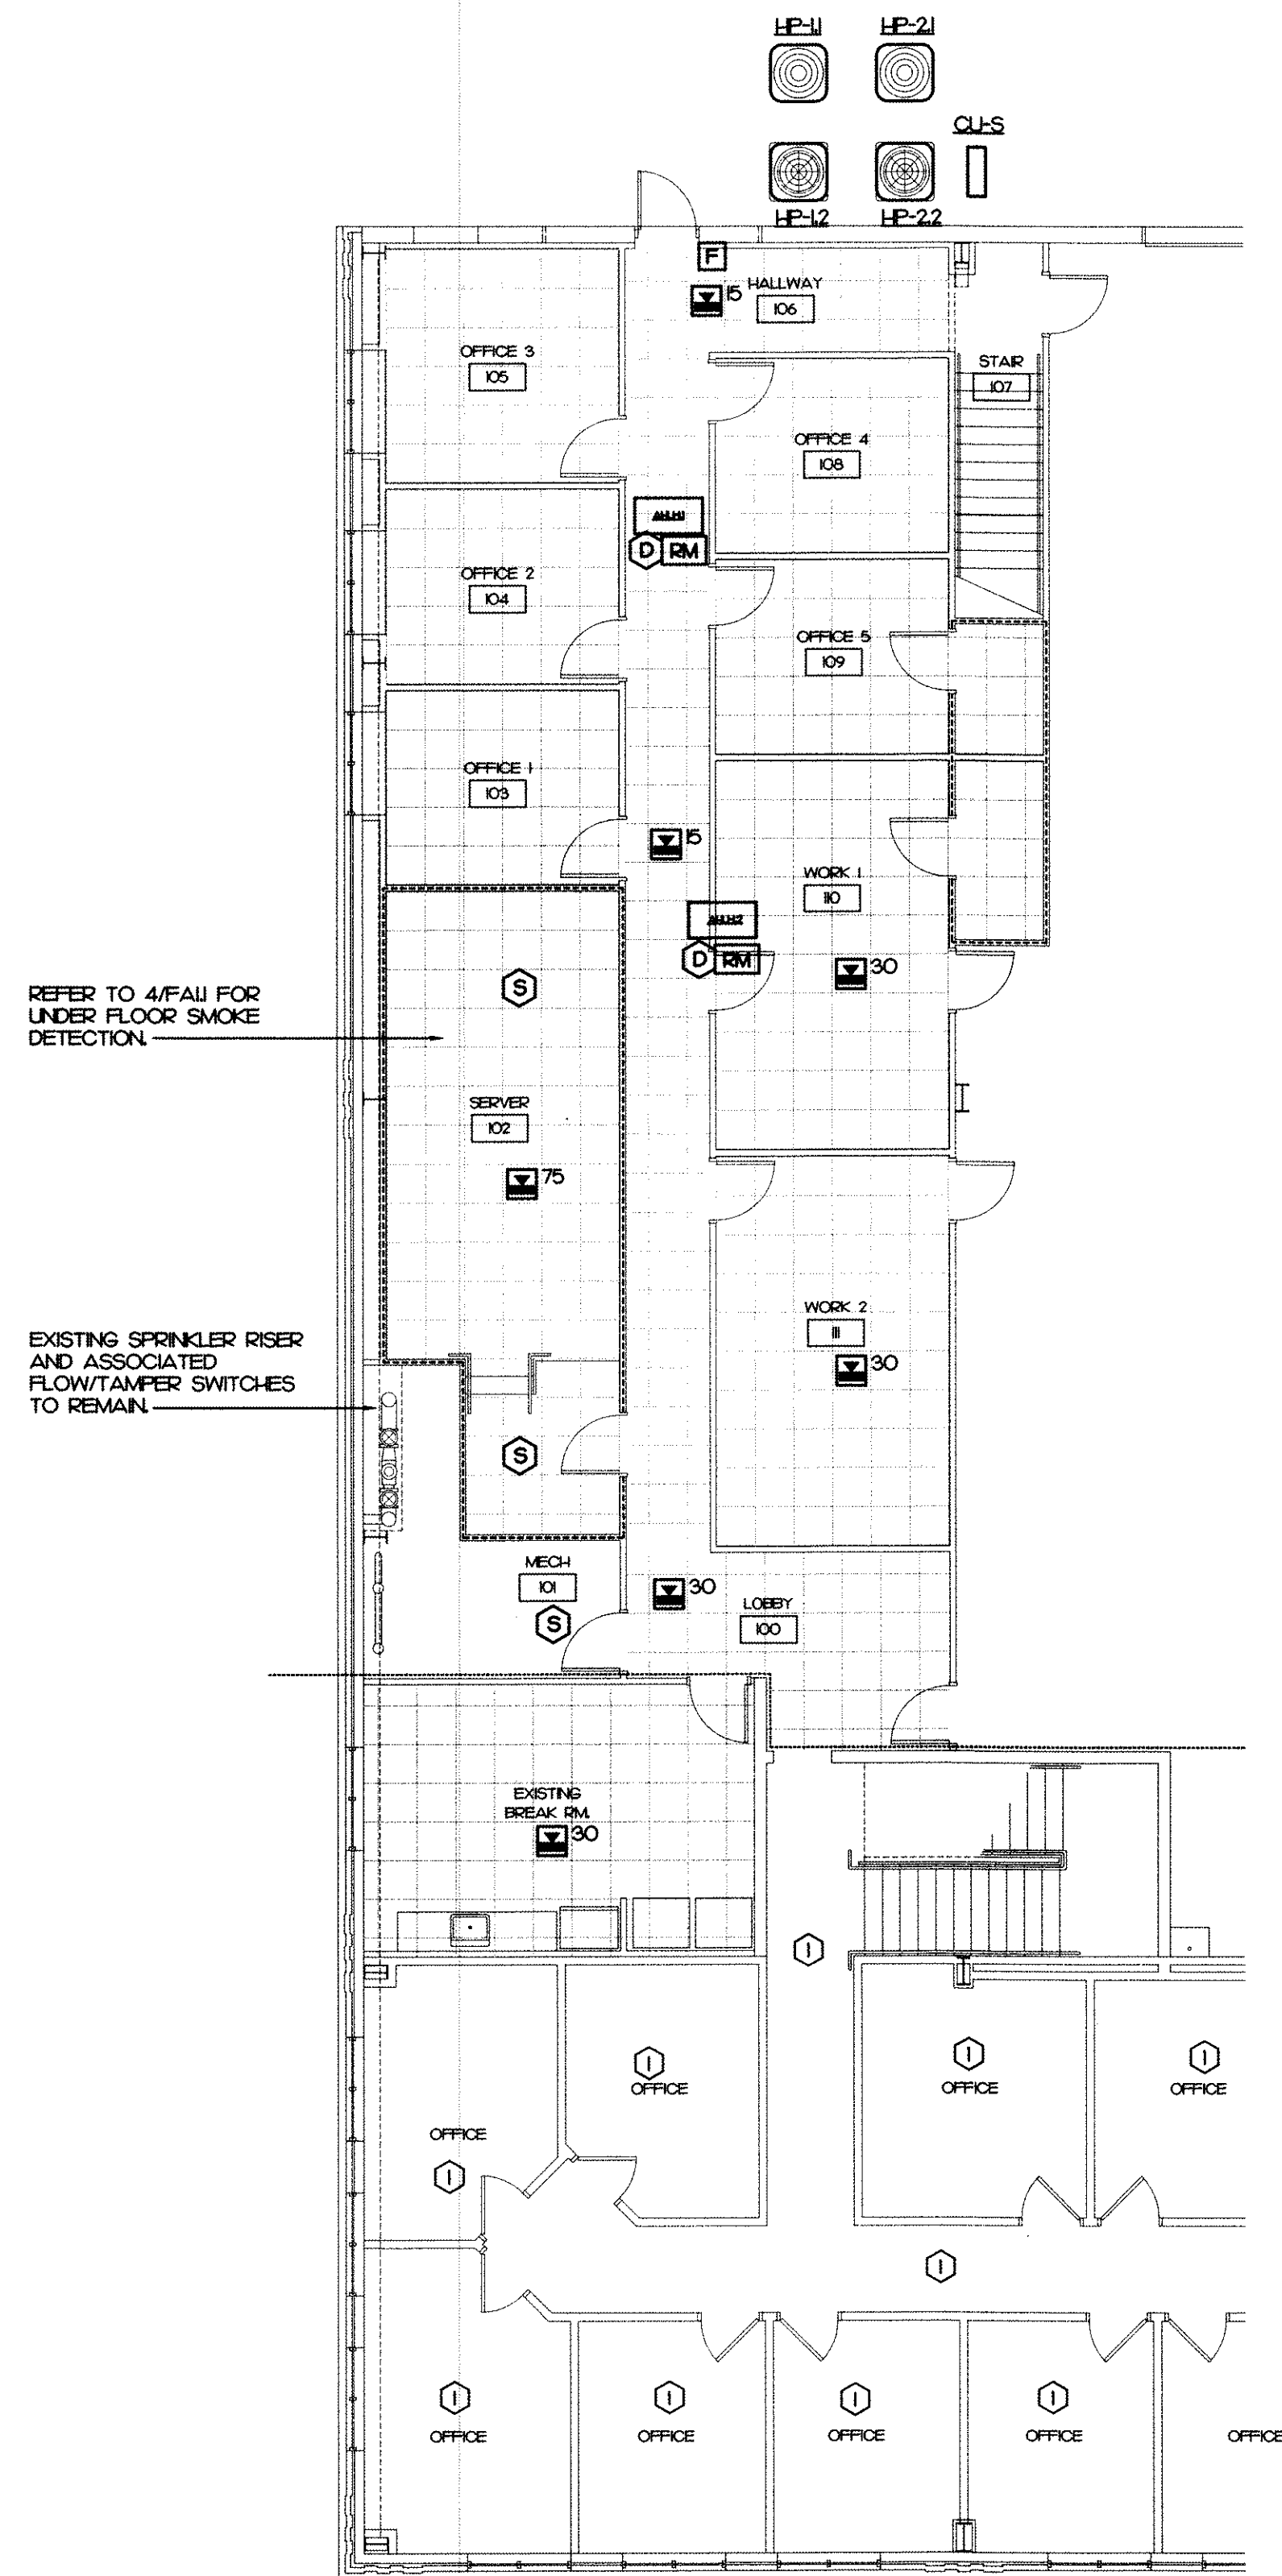 HP-1.1
HP-2.1
CU-S
HP-1.2
HP-2.2
F
15
HALLWAY
106
OFFICE 3
105
STAIR
107
OFFICE 4
108
D RM
OFFICE 2
104
OFFICE 5
109
OFFICE 1
103
15
WORK 1
110
D RM
30
S
REFER TO 4/FA1.1 FOR
UNDER FLOOR SMOKE
DETECTION.
SERVER
102
75
WORK 2
111
30
EXISTING SPRINKLER RISER
AND ASSOCIATED
FLOW/TAMPER SWITCHES
TO REMAIN.
S
MECH
101
S
30
LOBBY
100
EXISTING
BREAK RM.
30
1
1
OFFICE
1
OFFICE
1
OFFICE
OFFICE
1
1
1
OFFICE
1
OFFICE
1
OFFICE
1
OFFICE
OFFICE